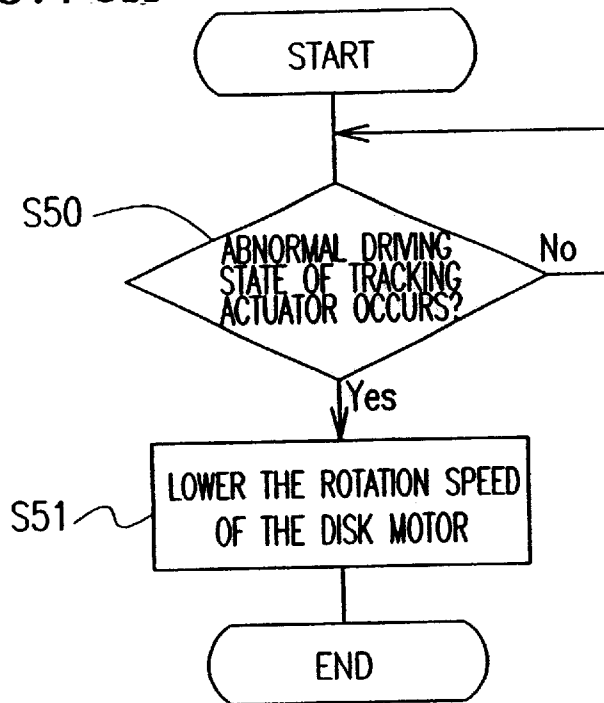 START
S50
ABNORMAL DRIVING
STATE OF TRACKING
ACTUATOR OCCURS?
No
Yes
S51
LOWER THE ROTATION SPEED
OF THE DISK MOTOR
END